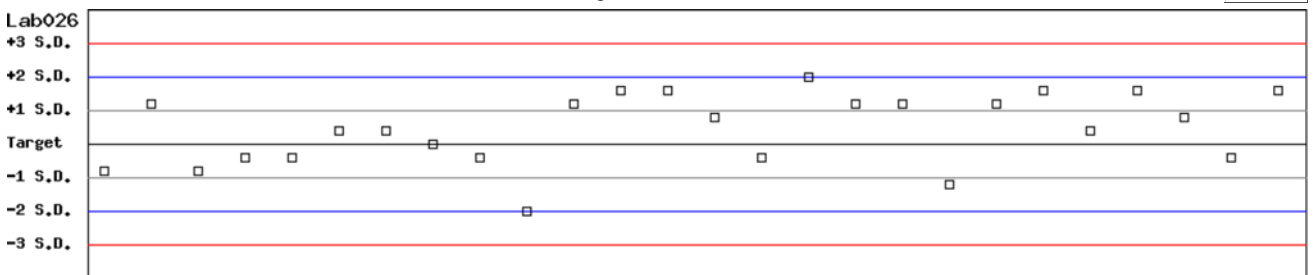 Lab026
+3 S.D.
+2 S.D.
+1 S.D.
Target
-1 S.D.
-2 S.D.
-3 S.D.